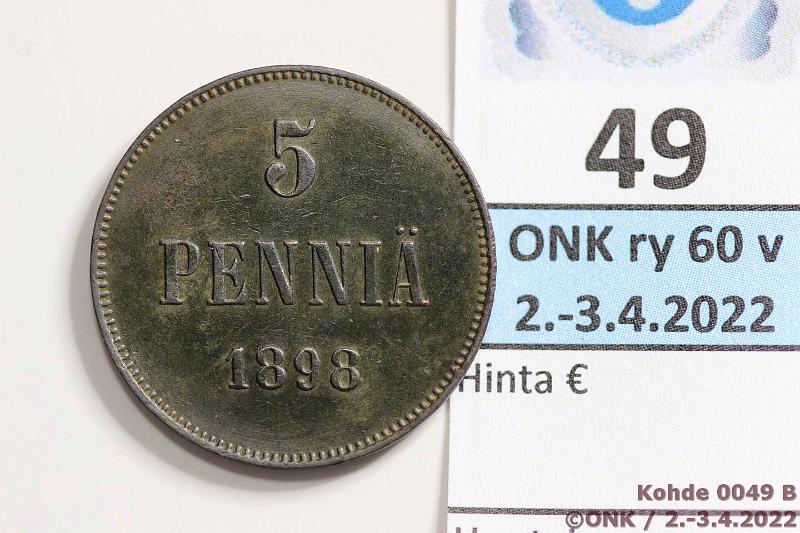 5
PENNIÄ
1898
49
ONK ry 60 v
2.-3.4.2022
Hinta €
Kohde 0049 B
©ONK / 2.-3.4.2022